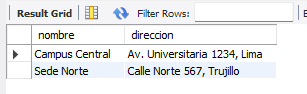 Result Grid Filter Rows:
nombre direccion
Campus Central Av. Universitaria 1234, Lima
Sede Norte Calle Norte 567, Trujillo